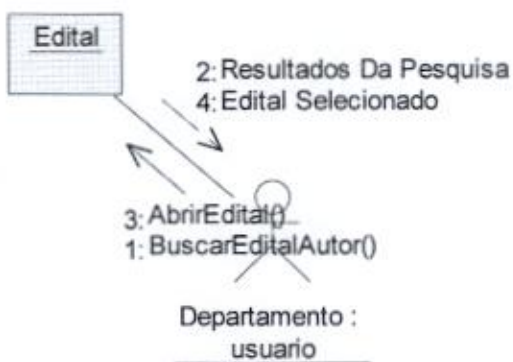 Edital
2: Resultados Da Pesquisa
4: Edital Selecionado
3: AbrirEdital()
1: BuscarEditalAutor()
Departamento :
usuario